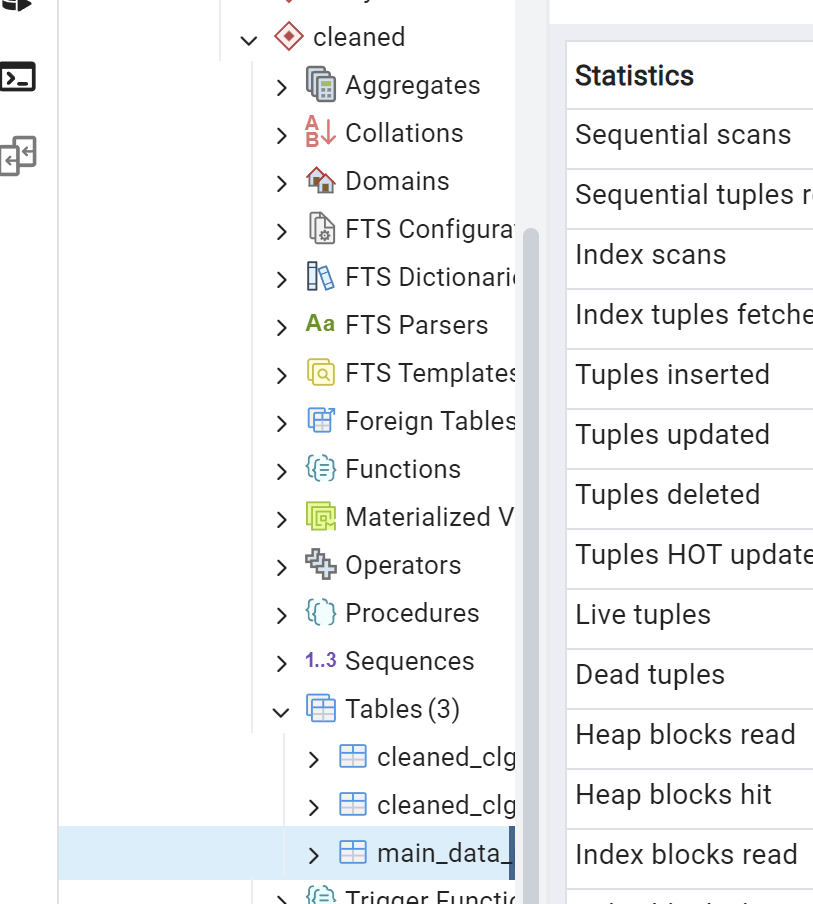 cleaned
Aggregates
Collations
Domains
FTS Configura
FTS Dictionari
Aa FTS Parsers
FTS Templates
Foreign Tables
Functions
Materialized V
Operators
Procedures
1..3 Sequences
Tables (3)
cleaned_clg
cleaned_clg
main_data_
Trigger Functio
Statistics
Sequential scans
Sequential tuples r
Index scans
Index tuples fetche
Tuples inserted
Tuples updated
Tuples deleted
Tuples HOT update
Live tuples
Dead tuples
Heap blocks read
Heap blocks hit
Index blocks read